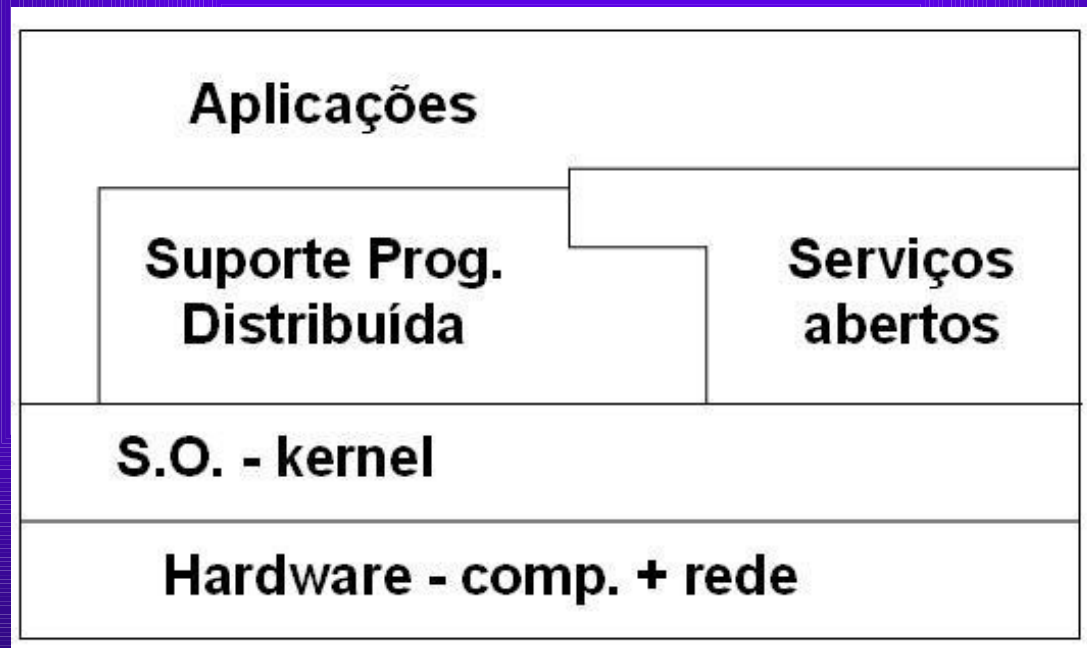 Aplicações
Suporte Prog.
Distribuída
Serviços
abertos
S.O. - kernel
Hardware - comp. + rede